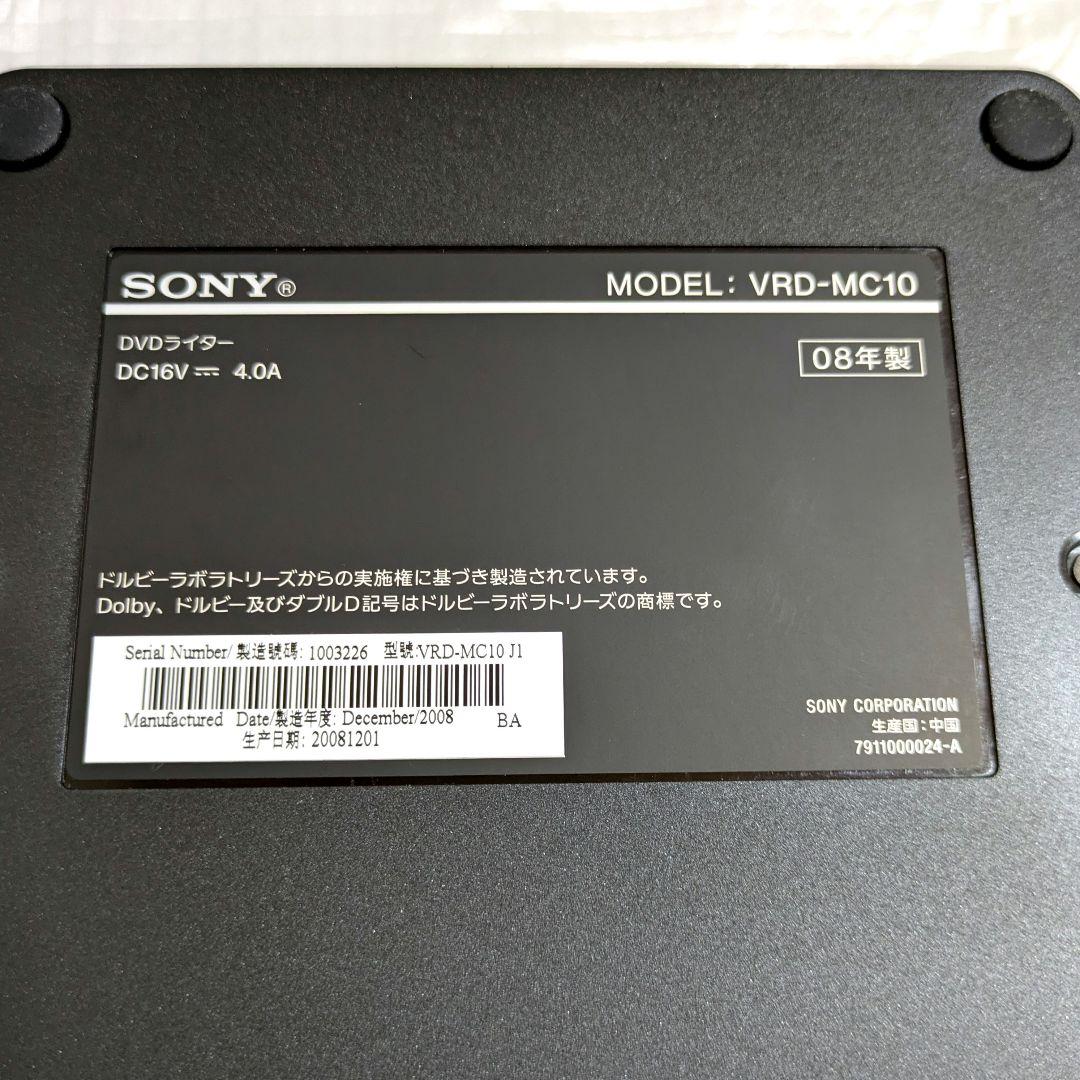 SONY®
MODEL: VRD-MC10
DVDライター
DC16V ⎓ 4.0A
08年製
ドルビーラボラトリーズからの実施権に基づき製造されています。
Dolby、ドルビー及びダブルD記号はドルビーラボラトリーズの商標です。
Serial Number/ 製造號碼: 1003226 型號:VRD-MC10 J1
Manufactured Date/製造年度: December/2008 BA
生产日期: 20081201
SONY CORPORATION
生産国:中国
7911000024-A